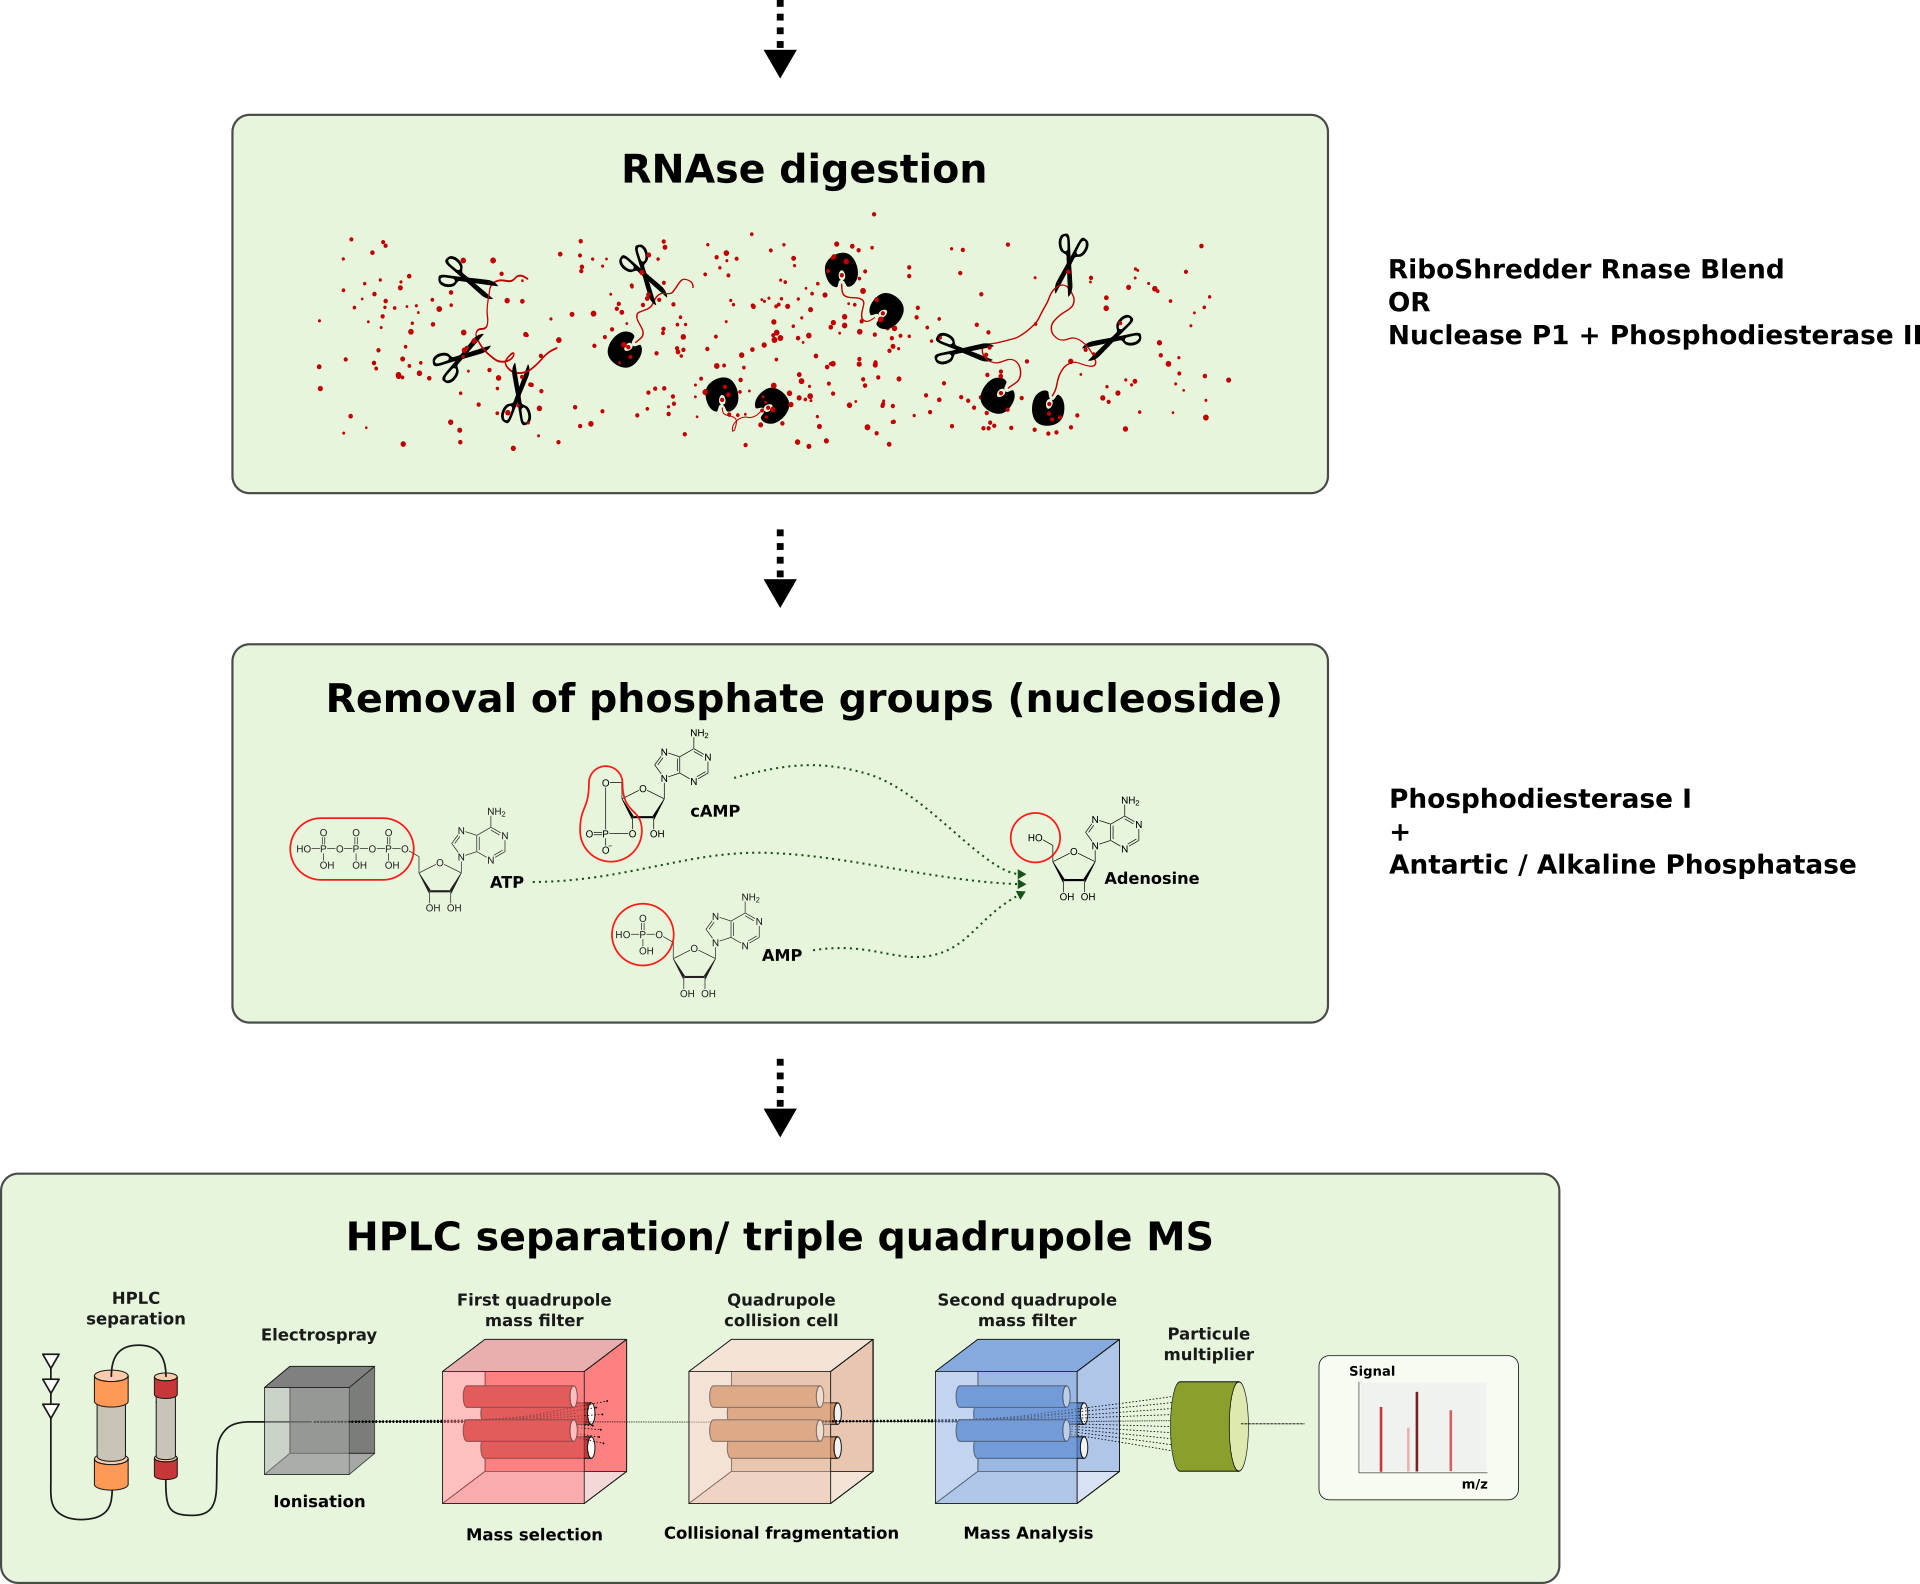 RNAse digestion
RiboShredder Rnase Blend
OR
Nuclease P1 + Phosphodiesterase II
Removal of phosphate groups (nucleoside)
NH2
N
N
N
N
O
O
O=P
O
O-
OH
cAMP
NH2
N
N
N
N
O
O
O
HO
P
O
P
O
P
O
OH
OH
OH
O
OH
OH
ATP
NH2
N
N
N
N
O
HO
P
O
OH
O
OH
OH
AMP
NH2
N
N
N
N
HO
O
OH
OH
Adenosine
Phosphodiesterase I
+
Antartic / Alkaline Phosphatase
HPLC separation/ triple quadrupole MS
HPLC
separation
Electrospray
Ionisation
First quadrupole
mass filter
Mass selection
Quadrupole
collision cell
Collisional fragmentation
Second quadrupole
mass filter
Mass Analysis
Particule
multiplier
Signal
m/z